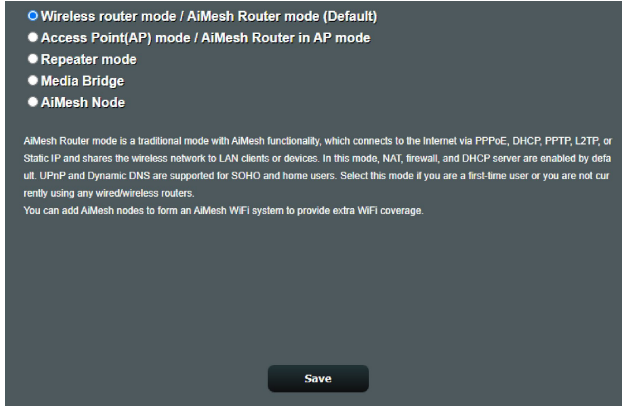 Wireless router mode / AiMesh Router mode (Default)
Access Point(AP) mode / AiMesh Router in AP mode
Repeater mode
Media Bridge
AiMesh Node
AiMesh Router mode is a traditional mode with AiMesh functionality, which connects to the Internet via PPPoE, DHCP, PPTP, L2TP, or
Static IP and shares the wireless network to LAN clients or devices. In this mode, NAT, firewall, and DHCP server are enabled by defa
ult. UPnP and Dynamic DNS are supported for SOHO and home users. Select this mode if you are a first-time user or you are not cur
rently using any wired/wireless routers.
You can add AiMesh nodes to form an AiMesh WiFi system to provide extra WiFi coverage.
Save